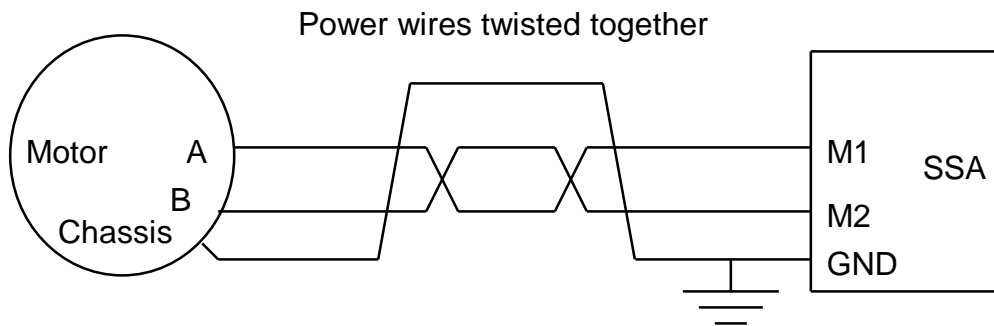 Power wires twisted together
Motor
A
M1
SSA
B
M2
Chassis
GND